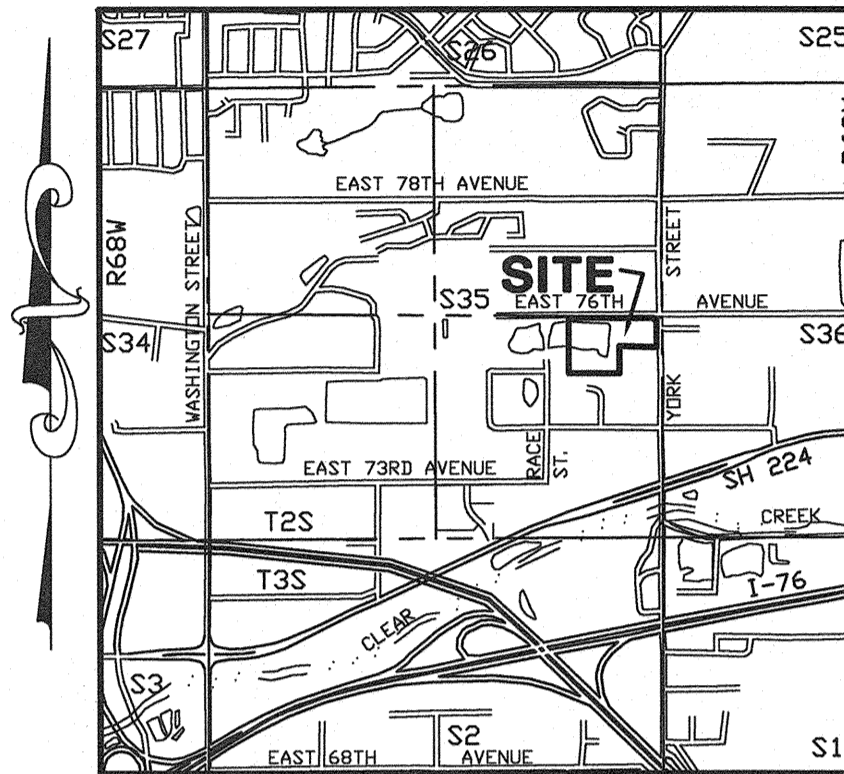 S27
S26
S25
EAST 78TH AVENUE
R68W
WASHINGTON STREET
STREET
SITE
S35
EAST 76TH AVENUE
S34
S36
YORK
RACE ST.
EAST 73RD AVENUE
SH 224
T2S
CREEK
T3S
I-76
CLEAR
S3
S2
S1
EAST 68TH AVENUE